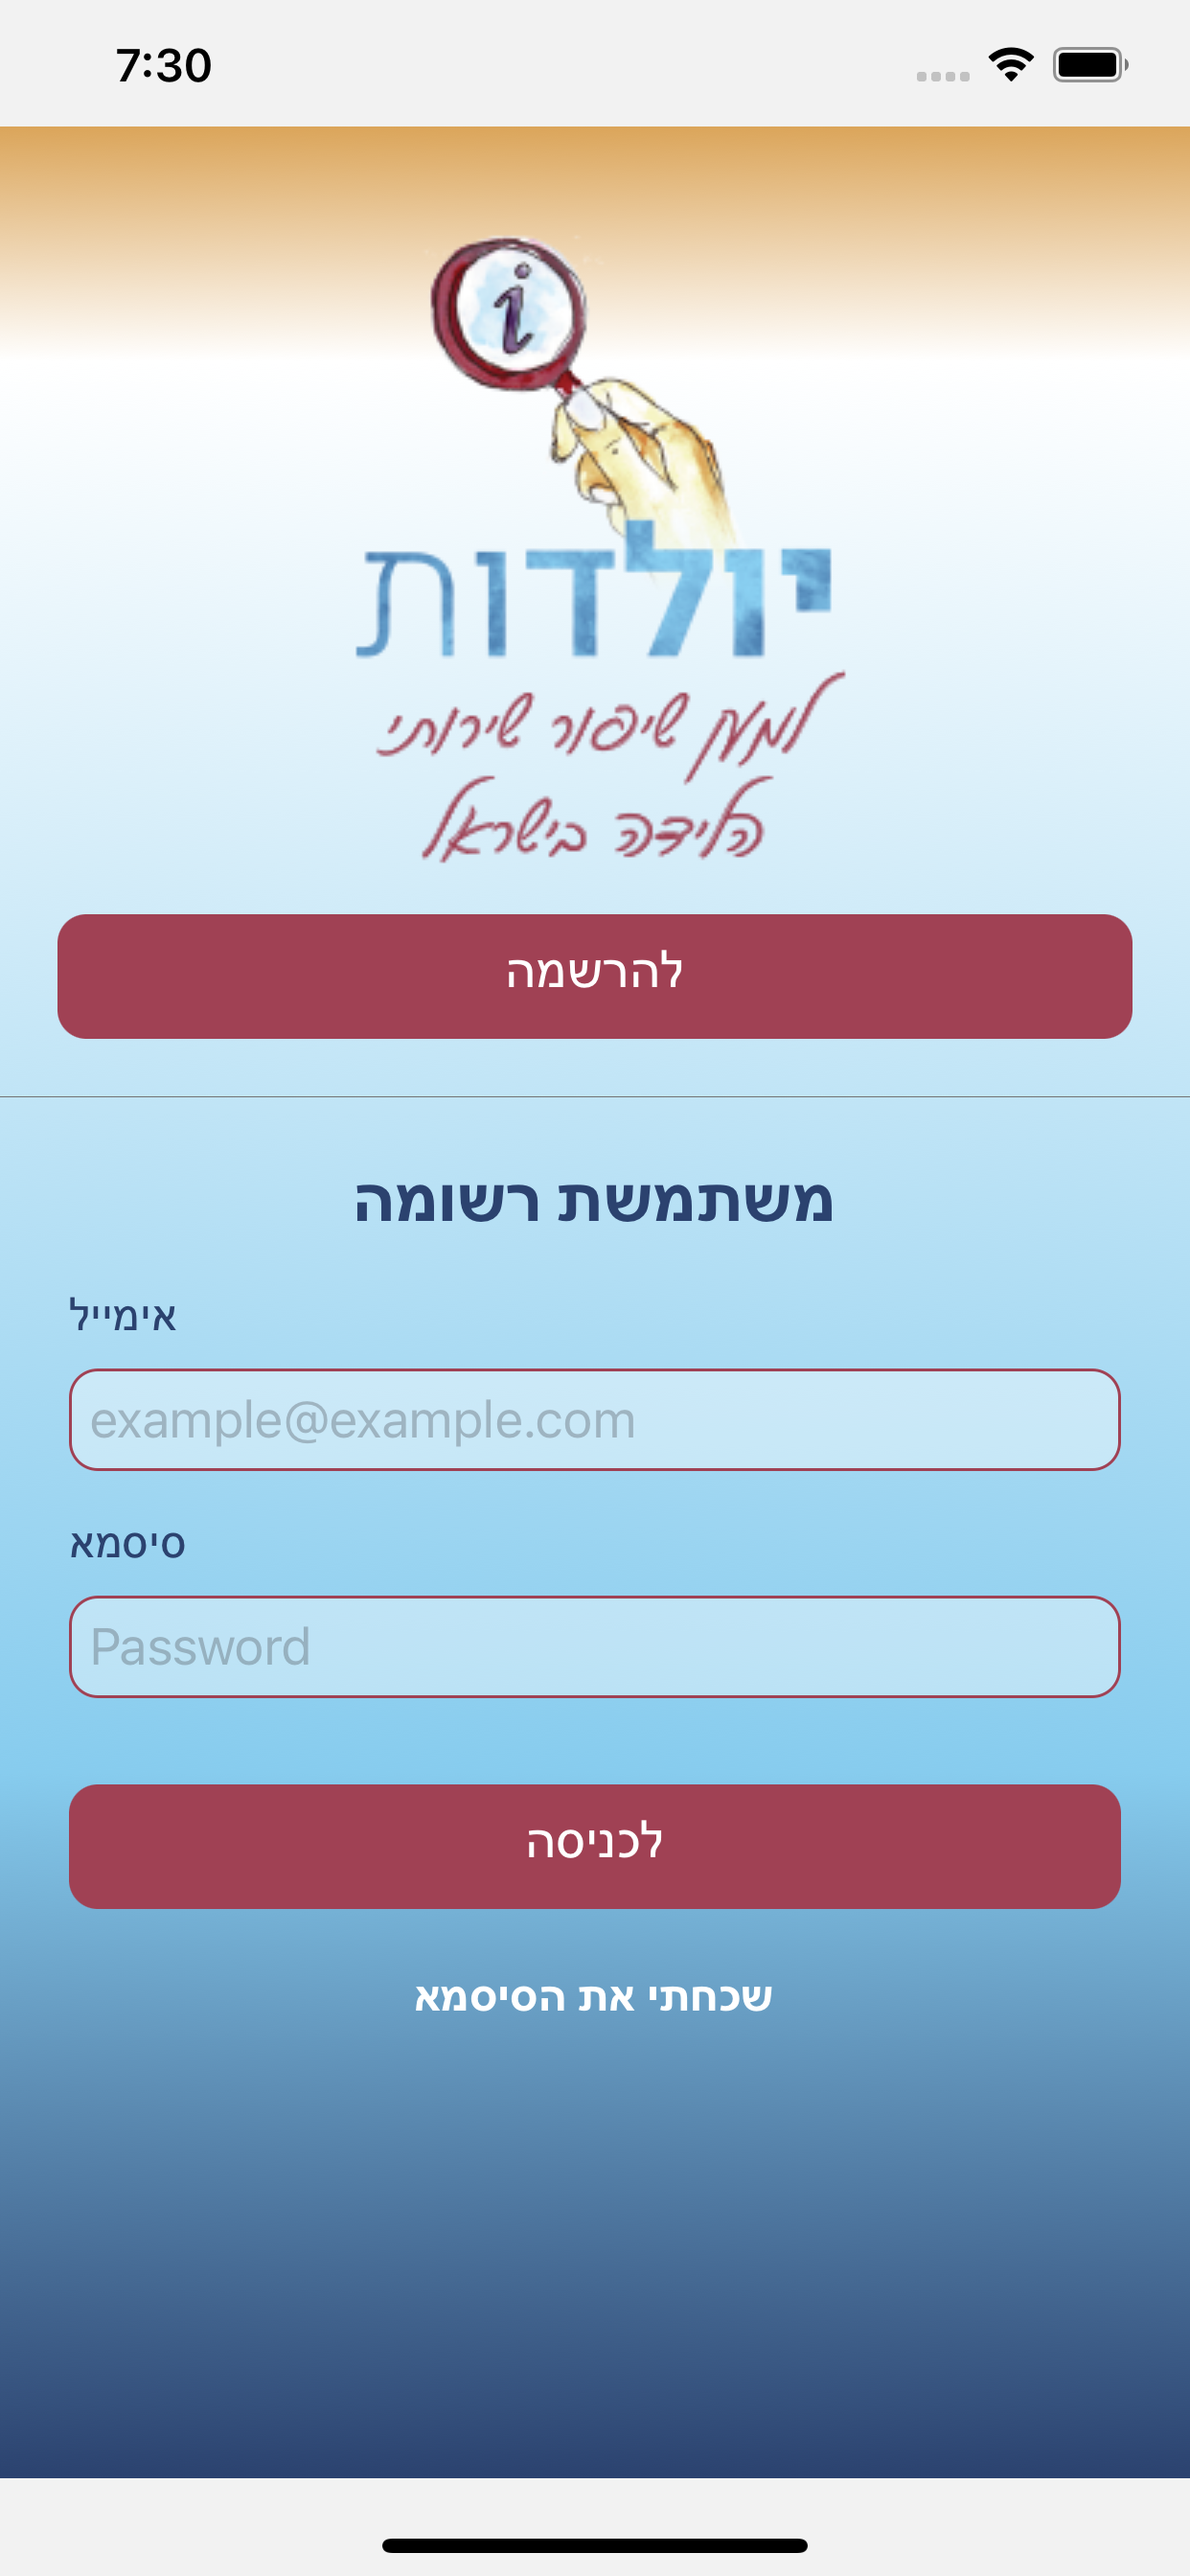 7:30
i
יולדות
למען שיפור שירותי
הלידה בישראל
להרשמה
משתמשת רשומה
אימייל
example@example.com
סיסמא
Password
לכניסה
שכחתי את הסיסמא